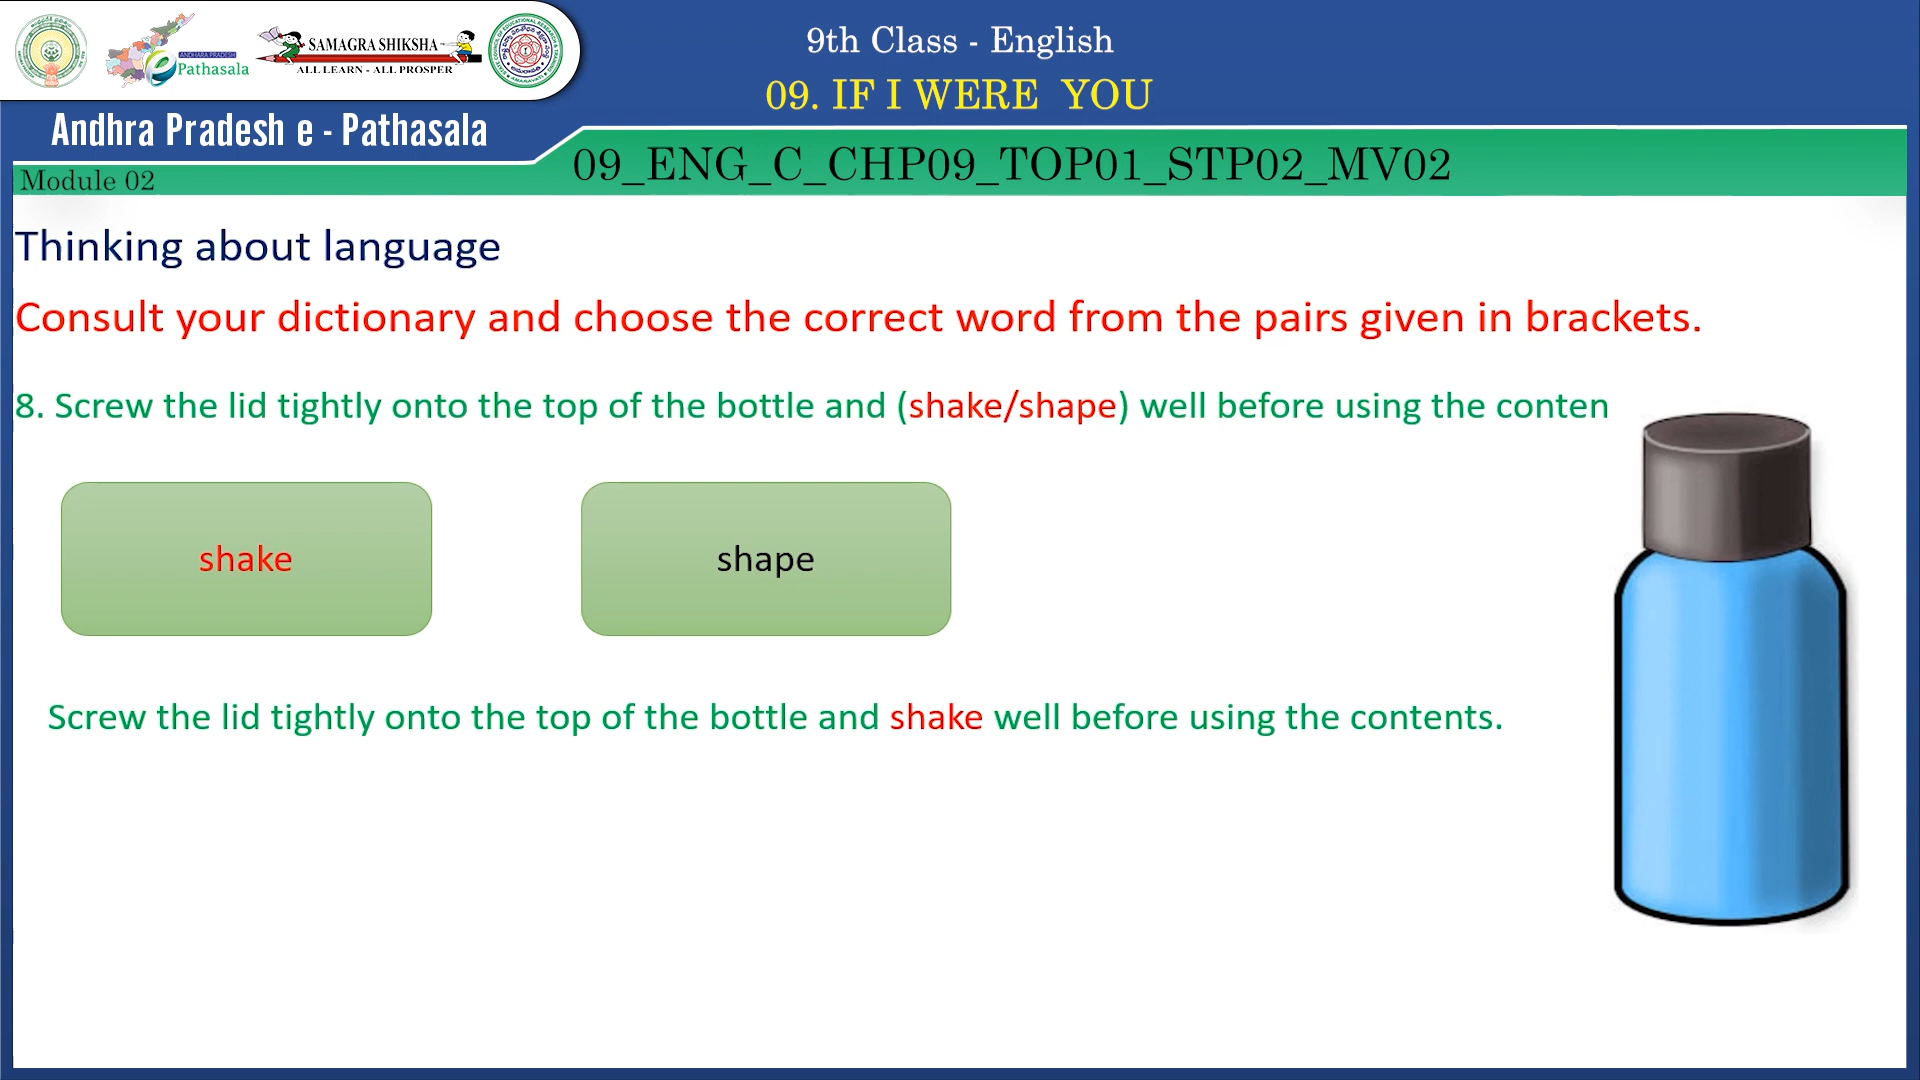 ANDHARA PRADESH
Pathasala
SAMAGRA SHIKSHA
ALL LEARN - ALL PROSPER
9th Class - English
09. IF I WERE YOU
Andhra Pradesh e - Pathasala
Module 02
09_ENG_C_CHP09_TOP01_STP02_MV02
Thinking about language
Consult your dictionary and choose the correct word from the pairs given in brackets.
8. Screw the lid tightly onto the top of the bottle and (shake/shape) well before using the conten
shake
shape
Screw the lid tightly onto the top of the bottle and shake well before using the contents.